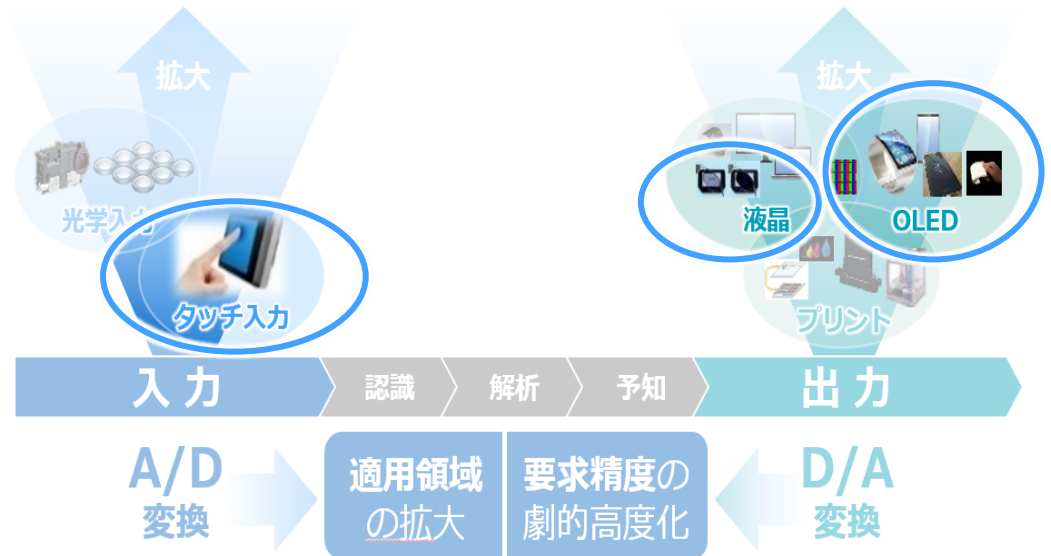 拡大
拡大
光学入力
タッチ入力
液晶
OLED
プリント
入力
認識
解析
予知
出力
A/D
変換
適用領域
の拡大
要求精度の
劇的高度化
D/A
変換